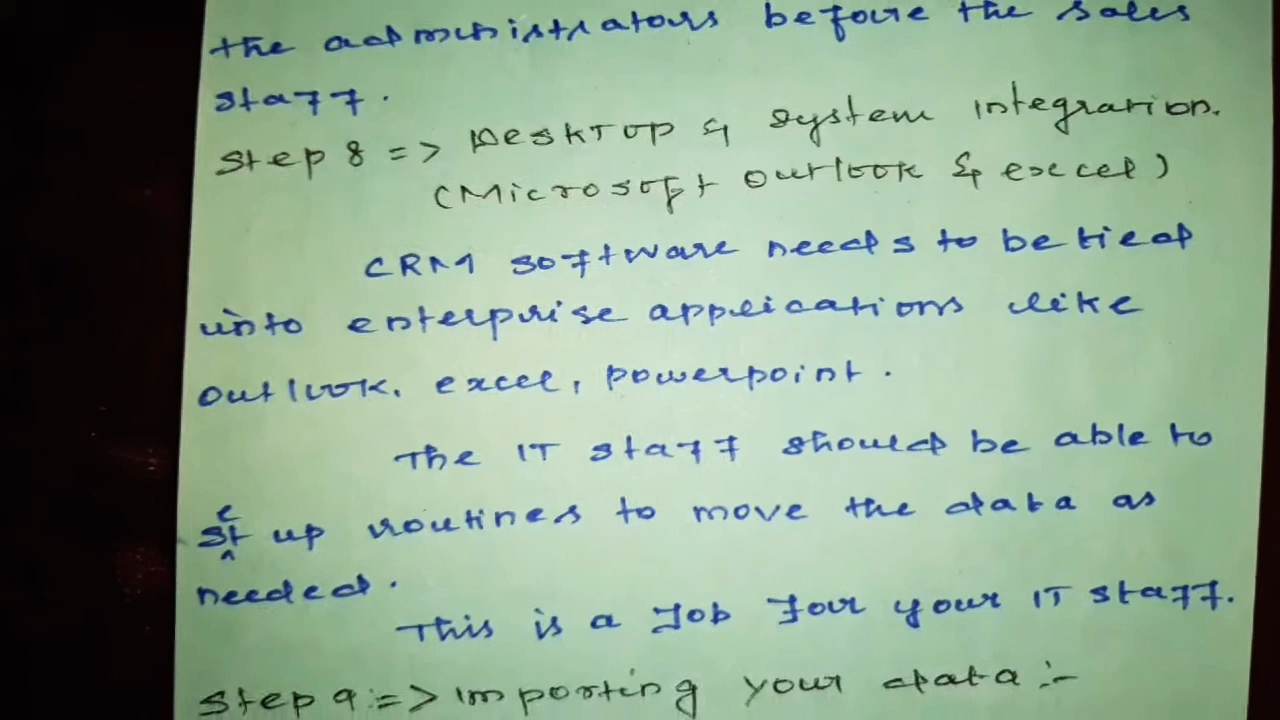 the administrators before the sales
staff.
Step 8 => Desktop & system integration.
(Microsoft outlook & excel)
CRM software needs to be tied
into enterprise applications like
outlook, excel, powerpoint.
The IT staff should be able to
set up routines to move the data as
needed.
This is a Job for your IT staff.
Step 9 => Importing your data :-